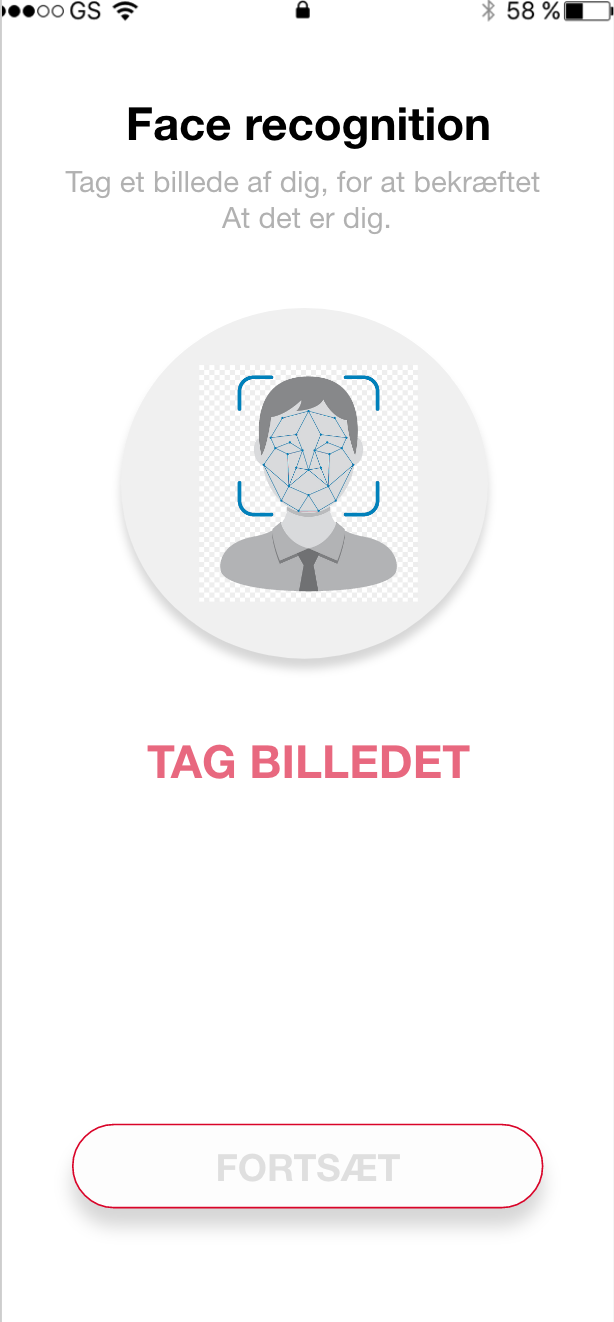 GS 58 %
Face recognition
Tag et billede af dig, for at bekræftet
At det er dig.
TAG BILLEDET
FORTSÆT